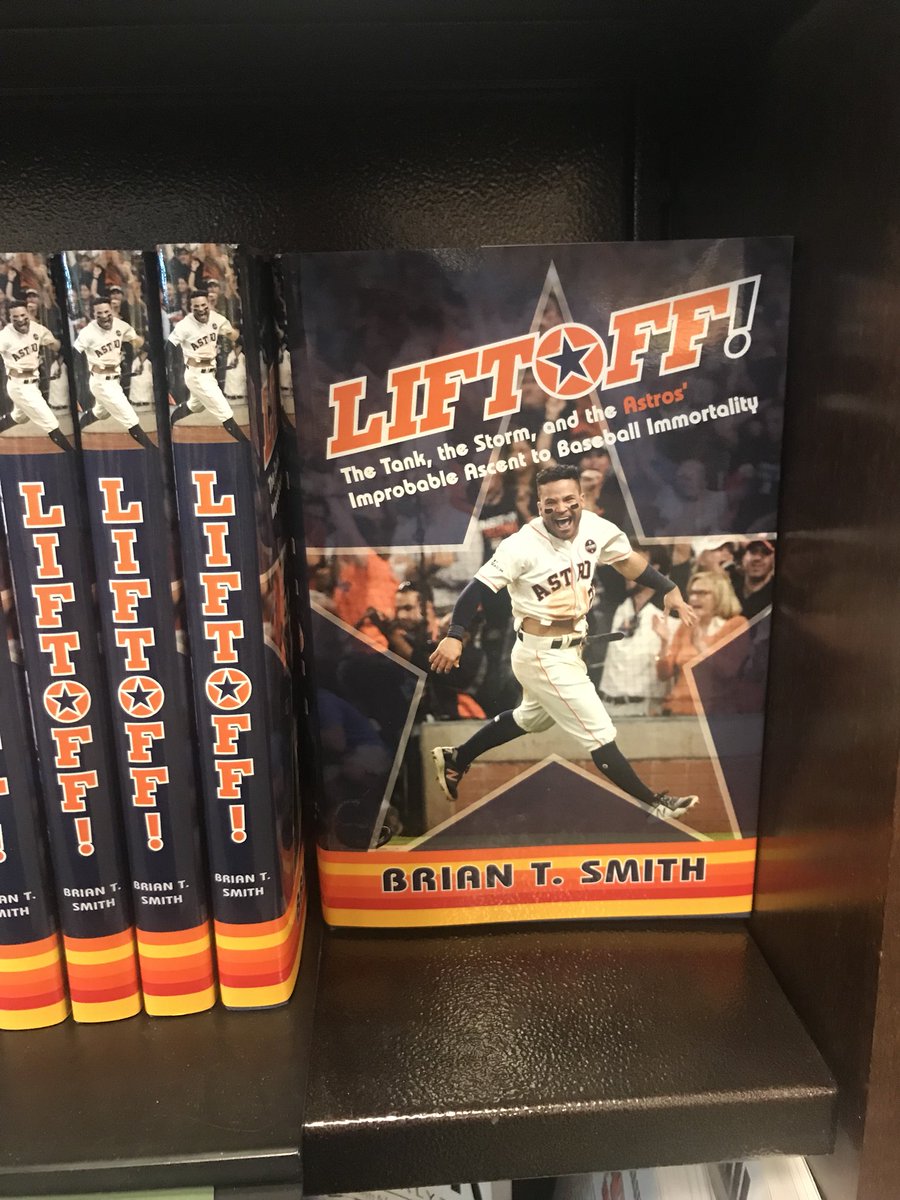 LIFTOFF!
The Tank, the Storm, and the Astros'
Improbable Ascent to Baseball Immortality
ASTRO
BRIAN T. SMITH
LIFTOFF!
BRIAN T.
SMITH
LIFTOFF!
BRIAN T.
SMITH
LIFTOFF!
BRIAN T.
SMITH